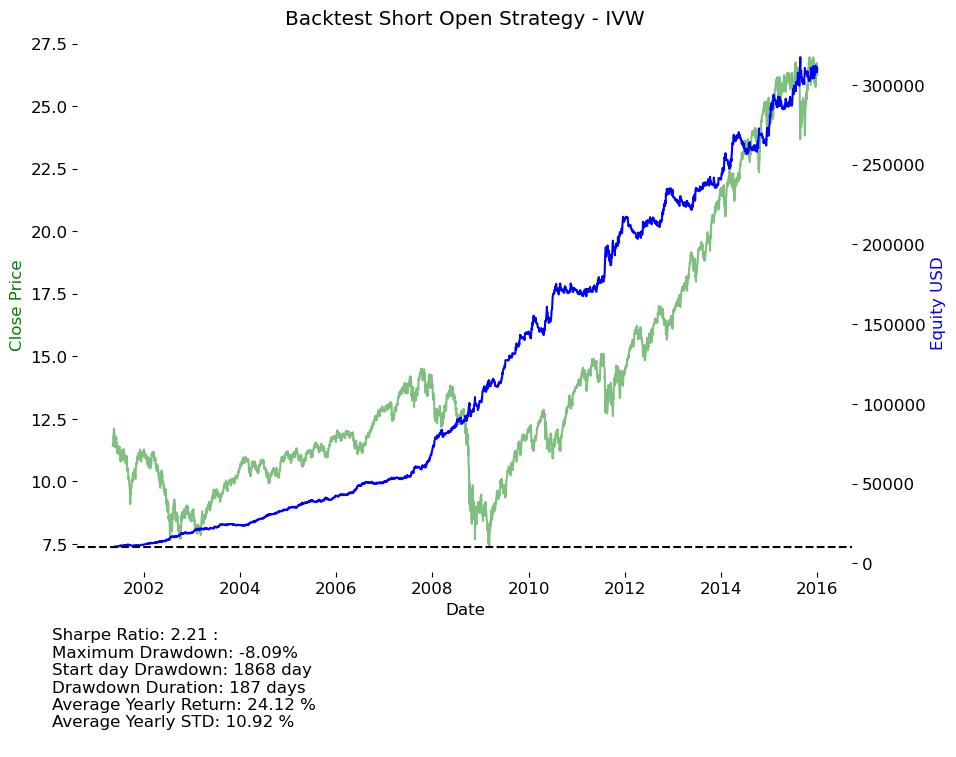 Backtest Short Open Strategy - IVW
27.5
25.0
22.5
20.0
17.5
15.0
12.5
10.0
7.5
Close Price
300000
250000
200000
150000
100000
50000
0
Equity USD
2002 2004 2006 2008 2010 2012 2014 2016
Date
Sharpe Ratio: 2.21 :
Maximum Drawdown: -8.09%
Start day Drawdown: 1868 day
Drawdown Duration: 187 days
Average Yearly Return: 24.12 %
Average Yearly STD: 10.92 %